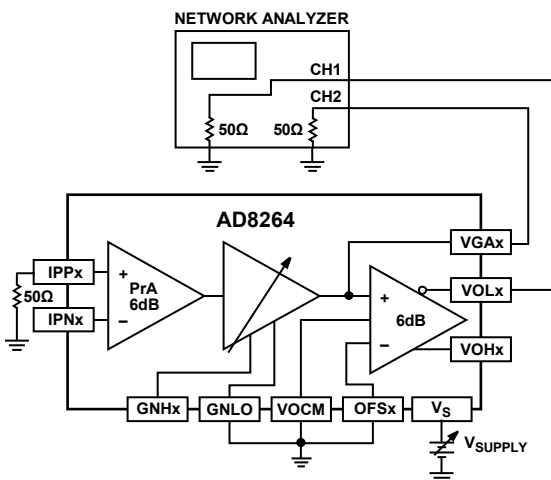 NETWORK ANALYZER
CH1
CH2
50Ω
50Ω
AD8264
IPPx
50Ω
IPNx
+
PrA
6dB
–
+
6dB
–
VGAx
VOLx
VOHx
GNHx
GNLO
VOCM
OFSx
VS
VSUPPLY